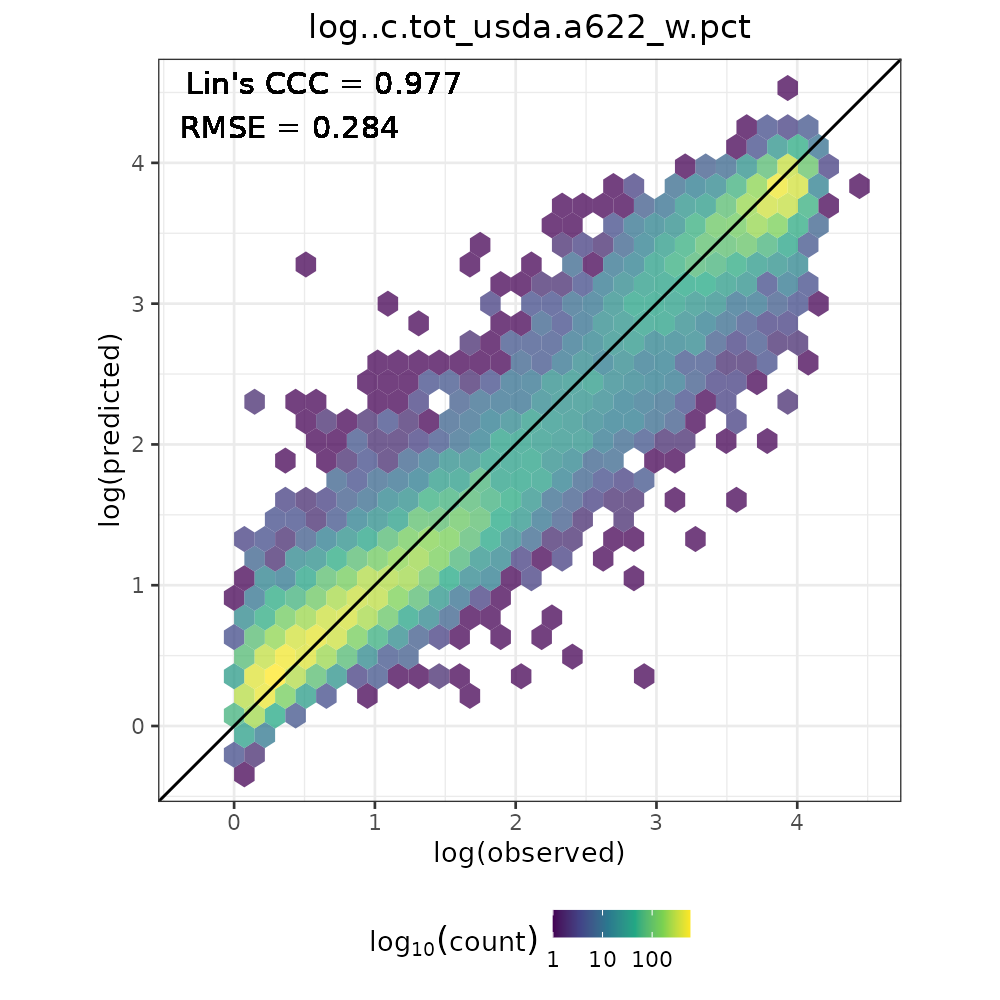 log..c.tot_usda.a622_w.pct
Lin's CCC = 0.977
RMSE = 0.284
log(predicted)
4
3
2
1
0
0 1 2 3 4
log(observed)
log10(count)
1 10 100